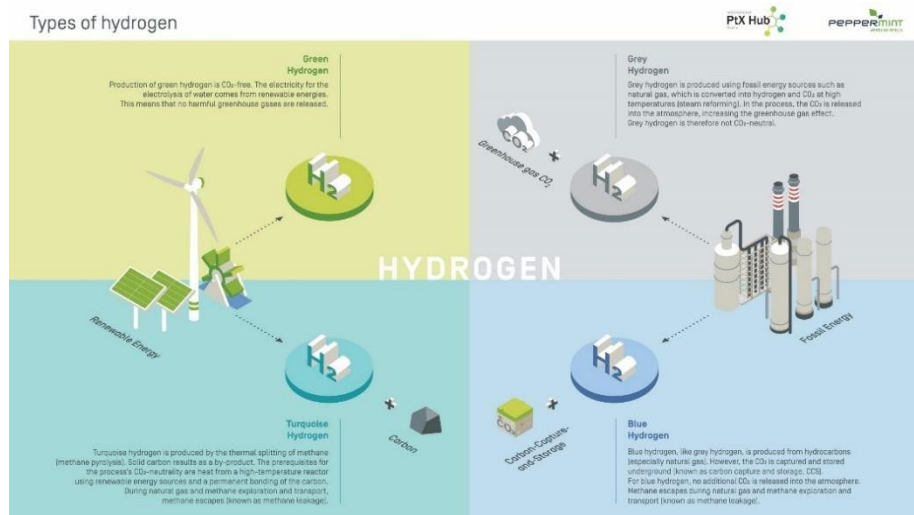 Types of hydrogen
PtX Hub
PEPPERMINT
Green
Hydrogen
Production of green hydrogen is CO₂-free. The electricity for the
electrolysis of water comes from renewable energies.
This means that no harmful greenhouse gases are released.
Grey
Hydrogen
Grey hydrogen is produced using fossil energy sources such as
natural gas, which is converted into hydrogen and CO₂ at high
temperatures (steam reforming). In the process, the CO₂ is released
into the atmosphere, increasing the greenhouse gas effect.
Grey hydrogen is therefore not CO₂-neutral.
CO₂
Greenhouse gas CO₂
H₂
H₂
HYDROGEN
Renewable Energy
Fossil Energy
H₂
H₂
Carbon
CO₂
Carbon-Capture-
and-Storage
Turquoise
Hydrogen
Turquoise hydrogen is produced by the thermal splitting of methane
(methane pyrolysis). Solid carbon results as a by-product. The prerequisites for
the process's CO₂-neutrality are heat from a high-temperature reactor
using renewable energy sources and a permanent bonding of the carbon.
During natural gas and methane exploration and transport,
methane escapes (known as methane leakage).
Blue
Hydrogen
Blue hydrogen, like grey hydrogen, is produced from hydrocarbons
(especially natural gas). However, the CO₂ is captured and stored
underground (known as carbon capture and storage, CCS).
For blue hydrogen, no additional CO₂ is released into the atmosphere.
Methane escapes during natural gas and methane exploration and
transport (known as methane leakage).